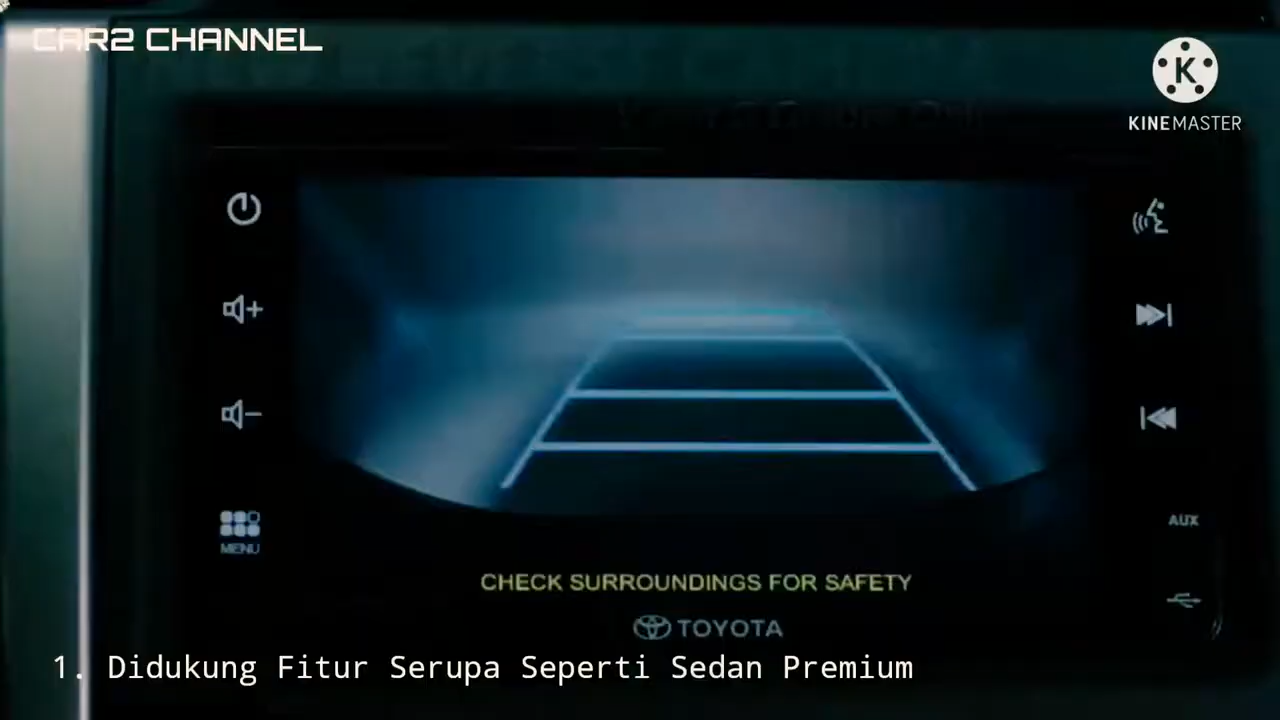 CAR2 CHANNEL
KINEMASTER
MENU
AUX
CHECK SURROUNDINGS FOR SAFETY
TOYOTA
1. Didukung Fitur Serupa Seperti Sedan Premium